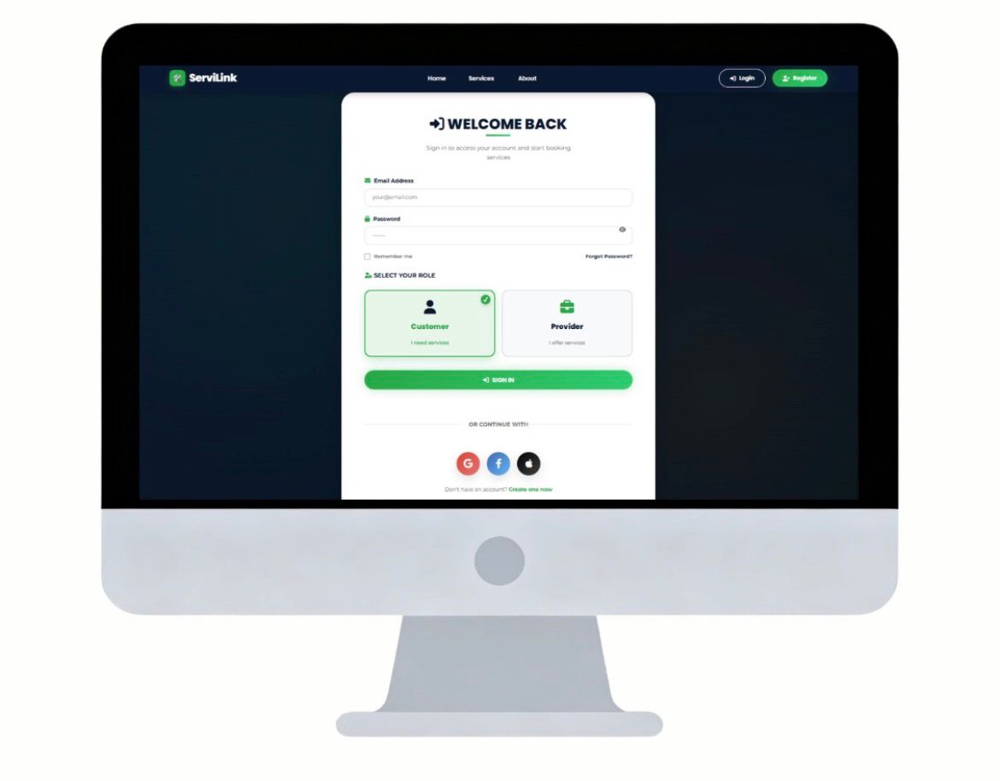 ServiLink
Home Services About
Login Register
WELCOME BACK
Sign in to access your account and start booking
services
Email Address
your@email.com
Password
Remember me Forgot Password?
SELECT YOUR ROLE
Customer
I need services
Provider
I offer services
SIGN IN
OR CONTINUE WITH
G f
Don't have an account? Create one now